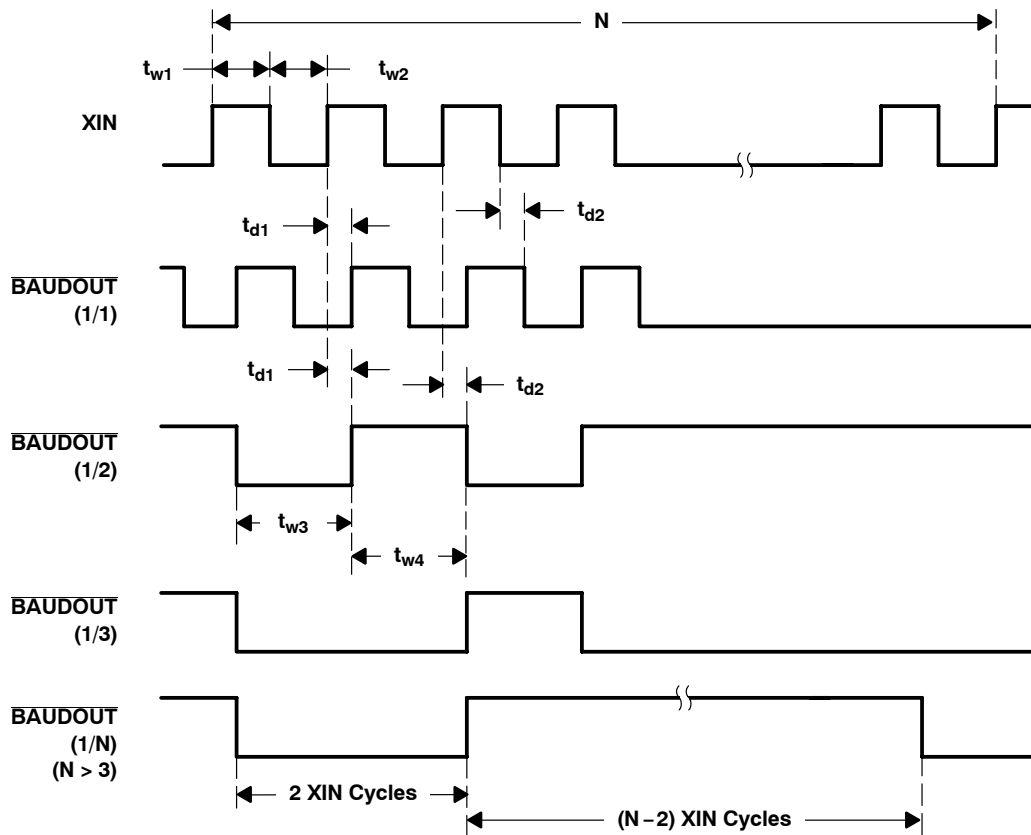 N
tw1
tw2
XIN
td1
td2
BAUDOUT
(1/1)
td1
td2
BAUDOUT
(1/2)
tw3
tw4
BAUDOUT
(1/3)
BAUDOUT
(1/N)
(N > 3)
2 XIN Cycles
(N − 2) XIN Cycles